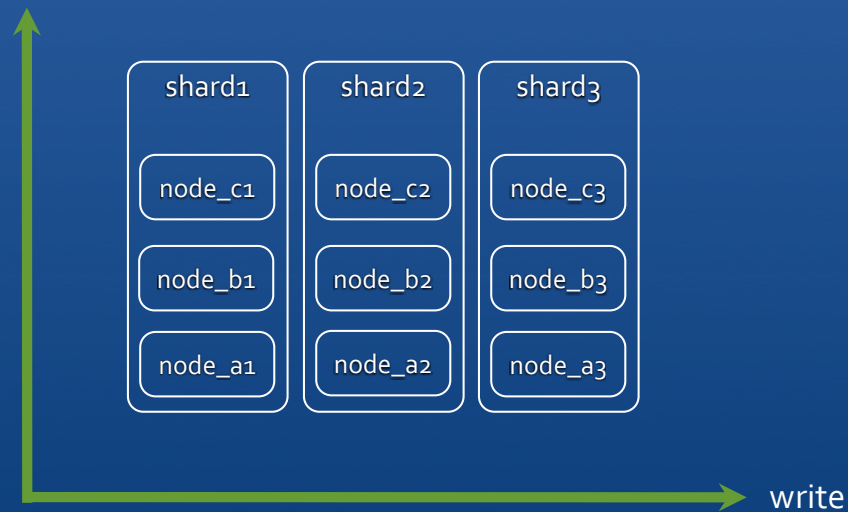 shard1 shard2 shard3
node_c1 node_c2 node_c3
node_b1 node_b2 node_b3
node_a1 node_a2 node_a3
write